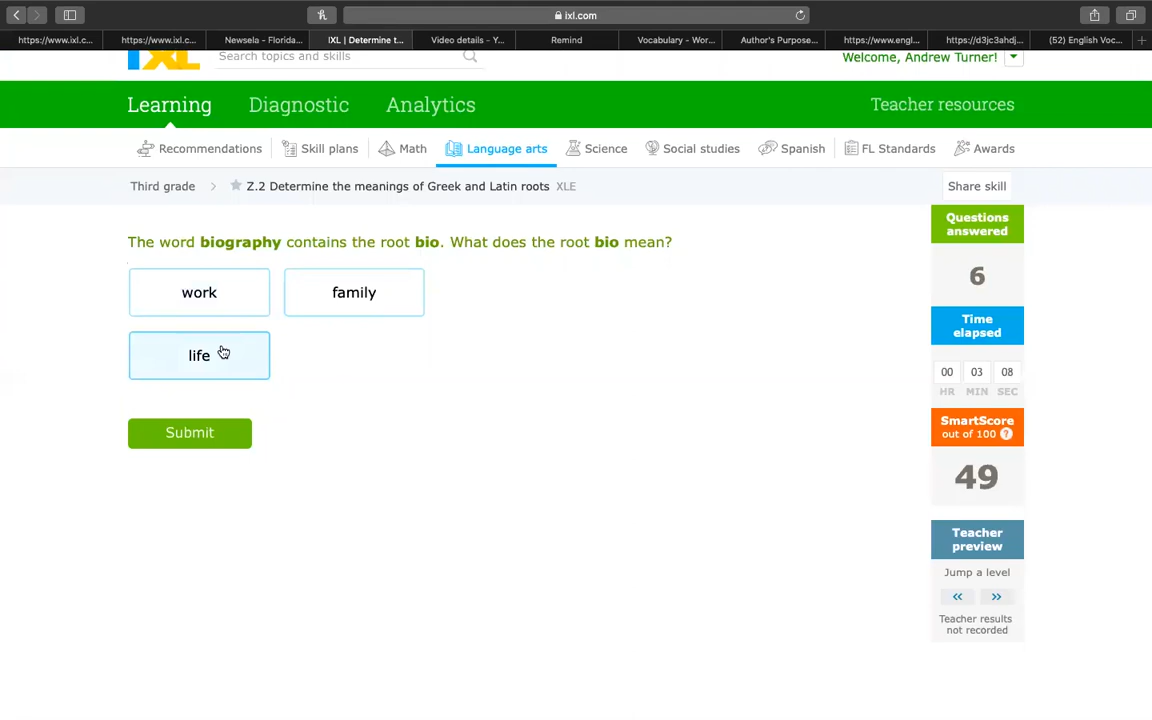 ixl.com
https://www.ixl.c...
https://www.ixl.c...
Newsela - Florida...
IXL | Determine t...
Video details - Y...
Remind
Vocabulary - Wor...
Author's Purpose...
https://www.engl...
https://d3jc3ahdj...
(52) English Voc...
IXL
Search topics and skills
Welcome, Andrew Turner!
Learning
Diagnostic
Analytics
Teacher resources
Recommendations
Skill plans
Math
Language arts
Science
Social studies
Spanish
FL Standards
Awards
Third grade > Z.2 Determine the meanings of Greek and Latin roots XLE
Share skill
The word biography contains the root bio. What does the root bio mean?
work
family
life
Submit
Questions
answered
6
Time
elapsed
00 03 08
HR MIN SEC
SmartScore
out of 100 ?
49
Teacher
preview
Jump a level
<< >>
Teacher results
not recorded